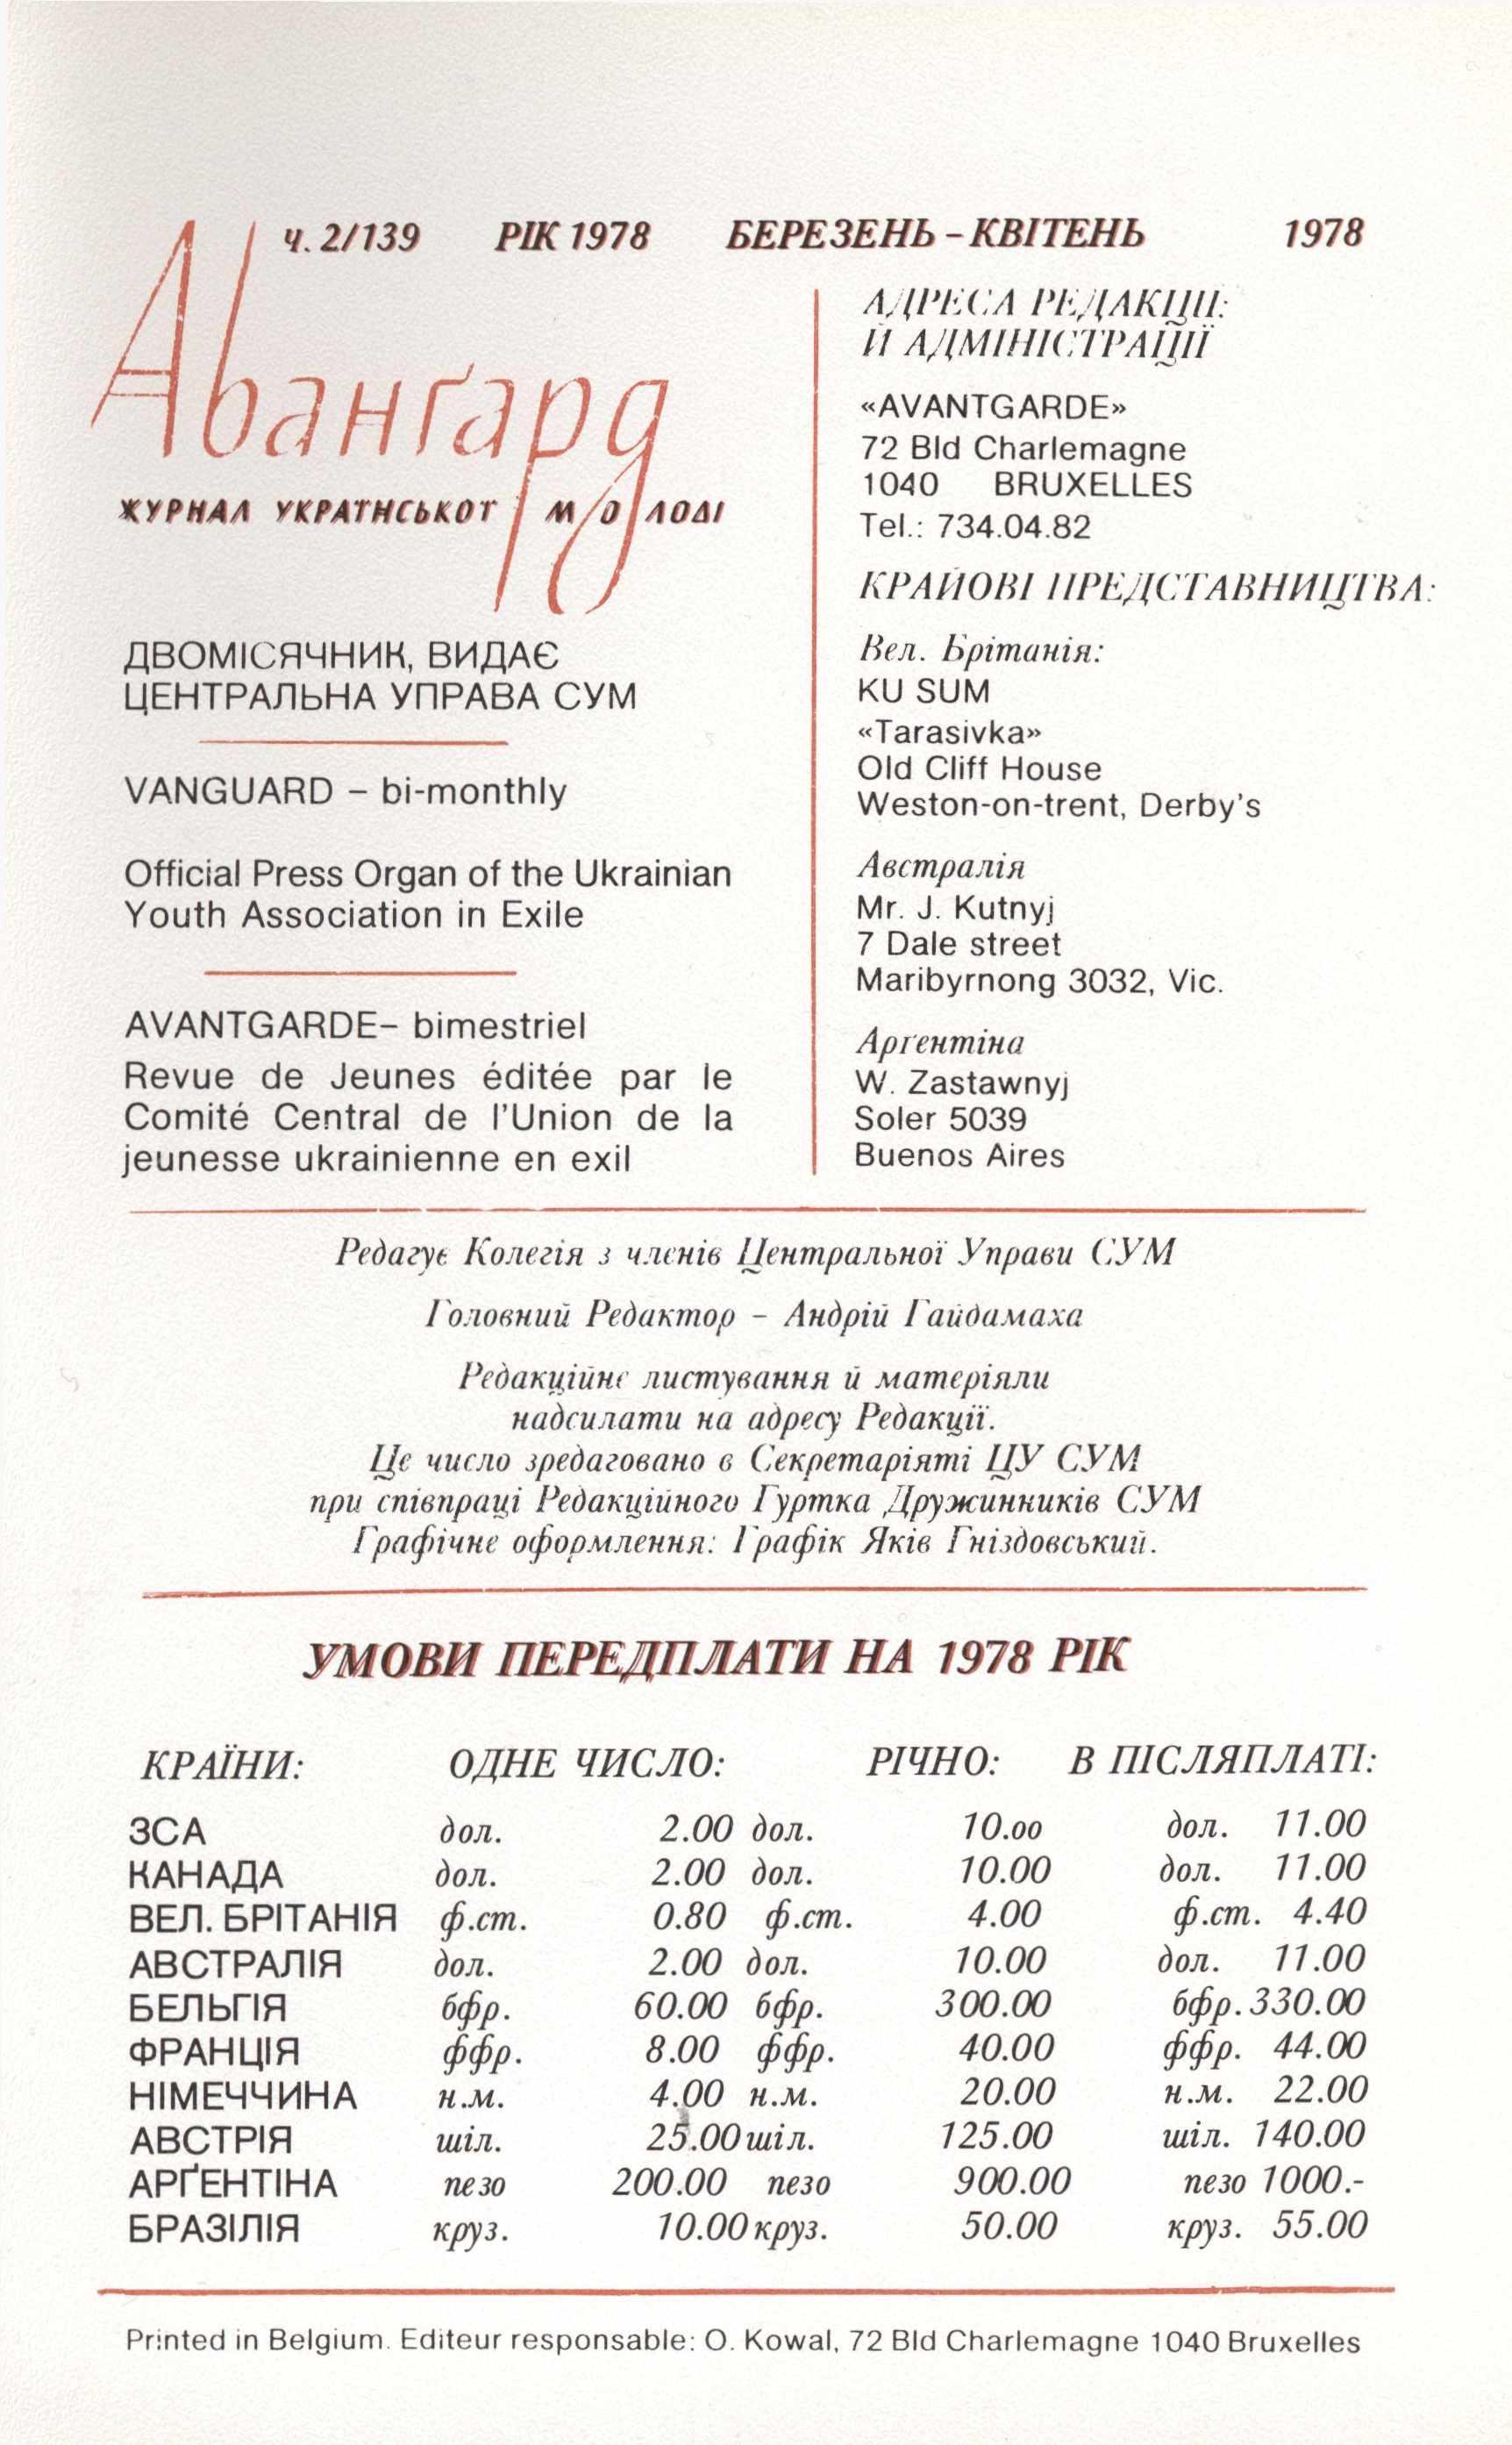 ч. 2/139 РІК 1978 БЕРЕЗЕНЬ – КВІТЕНЬ 1978
Авангард
ЖУРНАЛ УКРАЇНСЬКОЇ МОЛОДІ
ДВОМІСЯЧНИК, ВИДАЄ
ЦЕНТРАЛЬНА УПРАВА СУМ
VANGUARD – bi-monthly
Official Press Organ of the Ukrainian
Youth Association in Exile
AVANTGARDE– bimestriel
Revue de Jeunes éditée par le
Comité Central de l'Union de la
jeunesse ukrainienne en exil
АДРЕСА РЕДАКЦІЇ:
Й АДМІНІСТРАЦІЇ
«AVANTGARDE»
72 Bld Charlemagne
1040 BRUXELLES
Tel.: 734.04.82
КРАЙОВІ ПРЕДСТАВНИЦТВА:
Вел. Брітанія:
KU SUM
«Tarasivka»
Old Cliff House
Weston-on-trent, Derby's
Австралія
Mr. J. Kutnyj
7 Dale street
Maribyrnong 3032, Vic.
Арґентіна
W. Zastawnyj
Soler 5039
Buenos Aires
Редагує Колегія з членів Центральної Управи СУМ
Головний Редактор – Андрій Гайдамаха
Редакційне листування й матеріяли
надсилати на адресу Редакції.
Це число зредаговано в Секретаріяті ЦУ СУМ
при співпраці Редакційного Гуртка Дружинників СУМ
Графічне оформлення: Графік Яків Гніздовський.
УМОВИ ПЕРЕДПЛАТИ НА 1978 РІК
КРАЇНИ: ОДНЕ ЧИСЛО: РІЧНО: В ПІСЛЯПЛАТІ:
ЗСА дол. 2.00 дол. 10.оо дол. 11.00
КАНАДА дол. 2.00 дол. 10.00 дол. 11.00
ВЕЛ. БРІТАНІЯ ф.ст. 0.80 ф.ст. 4.00 ф.ст. 4.40
АВСТРАЛІЯ дол. 2.00 дол. 10.00 дол. 11.00
БЕЛЬГІЯ бфр. 60.00 бфр. 300.00 бфр. 330.00
ФРАНЦІЯ ффр. 8.00 ффр. 40.00 ффр. 44.00
НІМЕЧЧИНА н.м. 4.00 н.м. 20.00 н.м. 22.00
АВСТРІЯ шіл. 25.00 шіл. 125.00 шіл. 140.00
АРҐЕНТІНА пезо 200.00 пезо 900.00 пезо 1000.-
БРАЗІЛІЯ круз. 10.00 круз. 50.00 круз. 55.00
Printed in Belgium. Editeur responsable: O. Kowal, 72 Bld Charlemagne 1040 Bruxelles